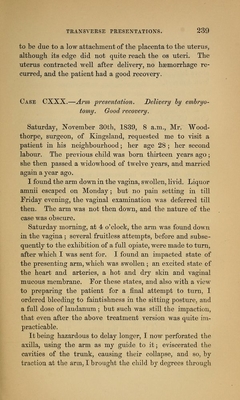 TRANSVERSE PRESENTATIONS. 239
to be due to a low attachment of the placenta to the uterus,
although its edge did not quite reach the os uteri. The
uterus contracted well after delivery, no hæmorrhage re-
curred, and the patient had a good recovery.
CASE CXXX.—Arm presentation. Delivery by embryo-
tomy. Good recovery.
Saturday, November 30th, 1839, 8 a.m., Mr. Wood-
thorpe, surgeon, of Kingsland, requested me to visit a
patient in his neighbourhood; her age 28; her second
labour. The previous child was born thirteen years ago;
she then passed a widowhood of twelve years, and married
again a year ago.
I found the arm down in the vagina, swollen, livid. Liquor
amnii escaped on Monday; but no pain setting in till
Friday evening, the vaginal examination was deferred till
then. The arm was not then down, and the nature of the
case was obscure.
Saturday morning, at 4 o'clock, the arm was found down
in the vagina; several fruitless attempts, before and subse-
quently to the exhibition of a full opiate, were made to turn,
after which I was sent for. I found an impacted state of
the presenting arm, which was swollen; an excited state of
the heart and arteries, a hot and dry skin and vaginal
mucous membrane. For these states, and also with a view
to preparing the patient for a final attempt to turn, I
ordered bleeding to faintishness in the sitting posture, and
a full dose of laudanum; but such was still the impaction,
that even after the above treatment version was quite im-
practicable.
It being hazardous to delay longer, I now perforated the
axilla, using the arm as my guide to it; eviscerated the
cavities of the trunk, causing their collapse, and so, by
traction at the arm, I brought the child by degrees through